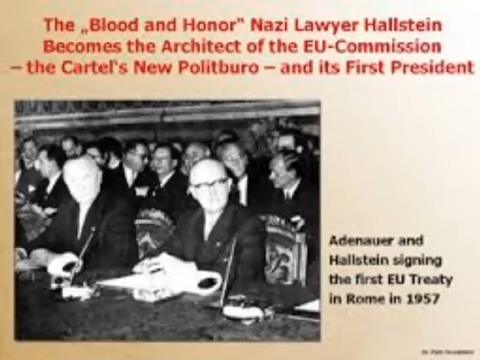 The „Blood and Honor“ Nazi Lawyer Hallstein
Becomes the Architect of the EU-Commission
– the Cartel's New Politburo – and its First President
Adenauer and
Hallstein signing
the first EU Treaty
in Rome in 1957